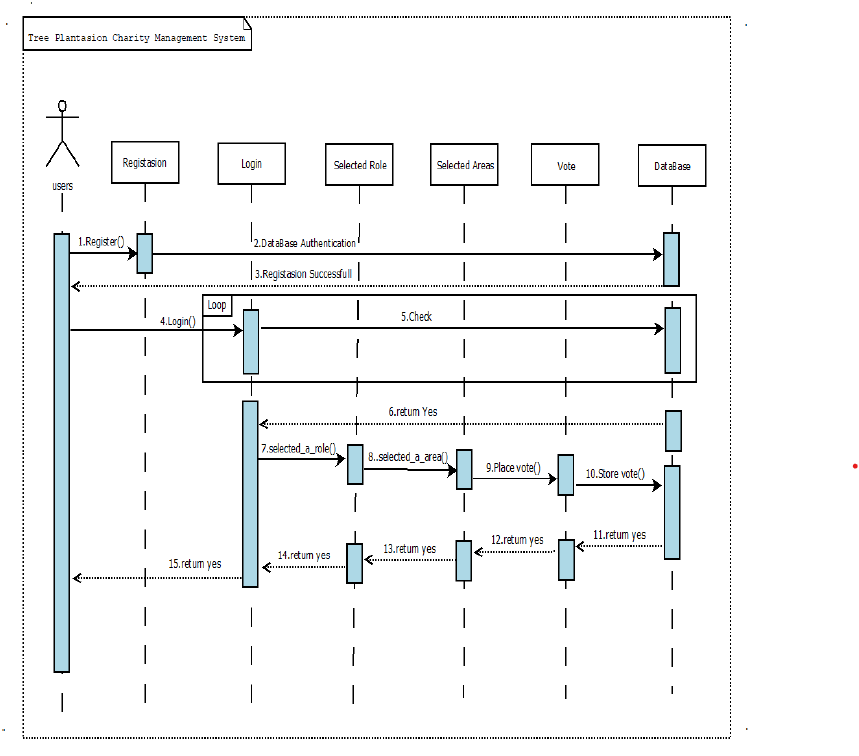 Tree Plantasion Charity Management System
users
Registasion
Login
Selected Role
Selected Areas
Vote
DataBase
1.Register()
2.DataBase Authentication
3.Registasion Successfull
Loop
4.Login()
5.Check
6.return Yes
7.selected_a_role()
8..selected_a_area()
9.Place vote()
10.Store vote()
11.return yes
12.return yes
13.return yes
14.return yes
15.return yes